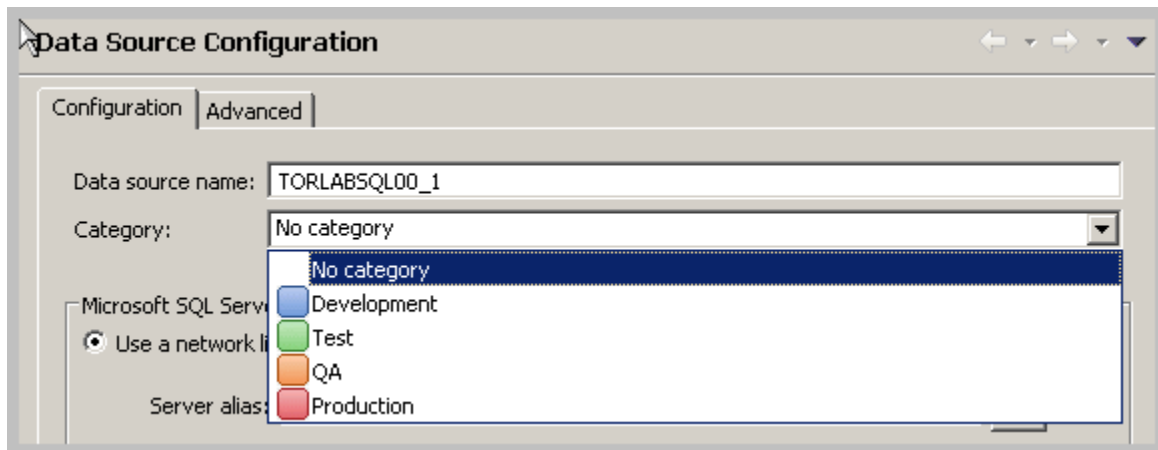 Data Source Configuration
Configuration Advanced
Data source name: TORLABSQL00_1
Category: No category
No category
Microsoft SQL Serv
Development
Use a network li
Test
QA
Server alias:
Production